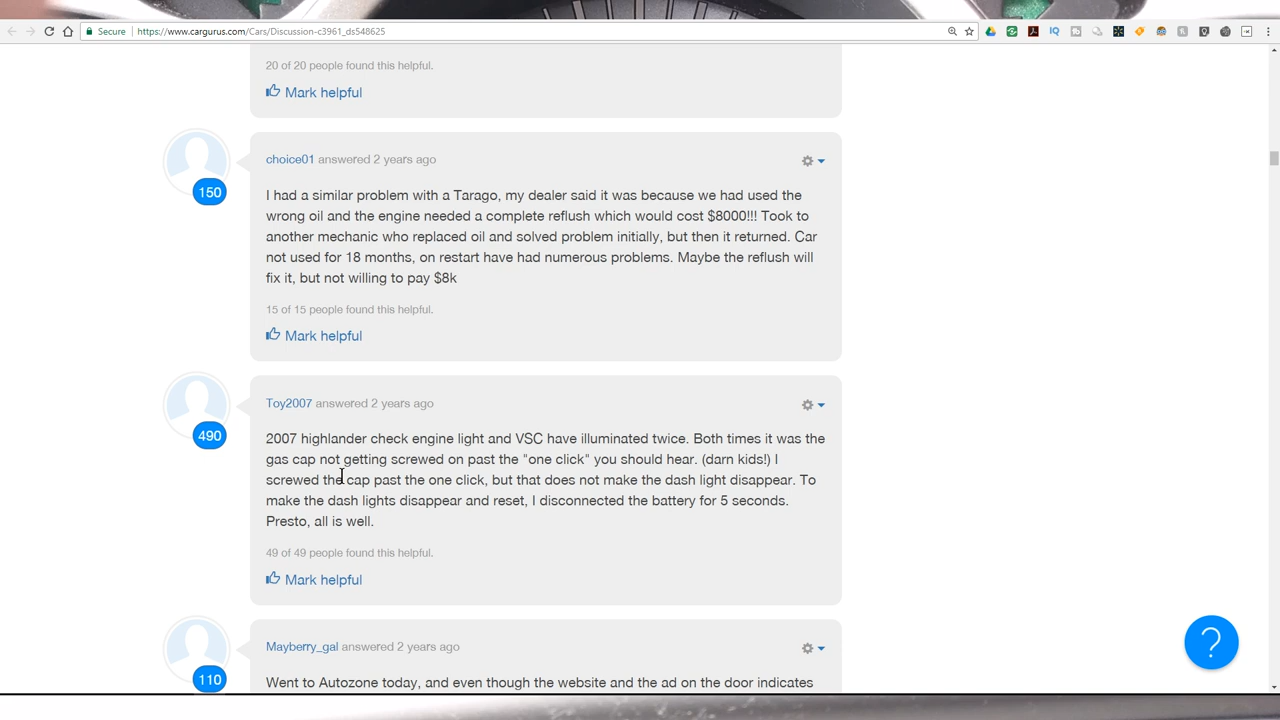 Secure
https://www.cargurus.com/Cars/Discussion-c3961_ds548625
IQ
20 of 20 people found this helpful.
Mark helpful
choice01 answered 2 years ago
150
I had a similar problem with a Tarago, my dealer said it was because we had used the
wrong oil and the engine needed a complete reflush which would cost $8000!!! Took to
another mechanic who replaced oil and solved problem initially, but then it returned. Car
not used for 18 months, on restart have had numerous problems. Maybe the reflush will
fix it, but not willing to pay $8k
15 of 15 people found this helpful.
Mark helpful
Toy2007 answered 2 years ago
490
2007 highlander check engine light and VSC have illuminated twice. Both times it was the
gas cap not getting screwed on past the "one click" you should hear. (darn kids!) I
screwed the cap past the one click, but that does not make the dash light disappear. To
make the dash lights disappear and reset, I disconnected the battery for 5 seconds.
Presto, all is well.
49 of 49 people found this helpful.
Mark helpful
Mayberry_gal answered 2 years ago
110
Went to Autozone today, and even though the website and the ad on the door indicates
?